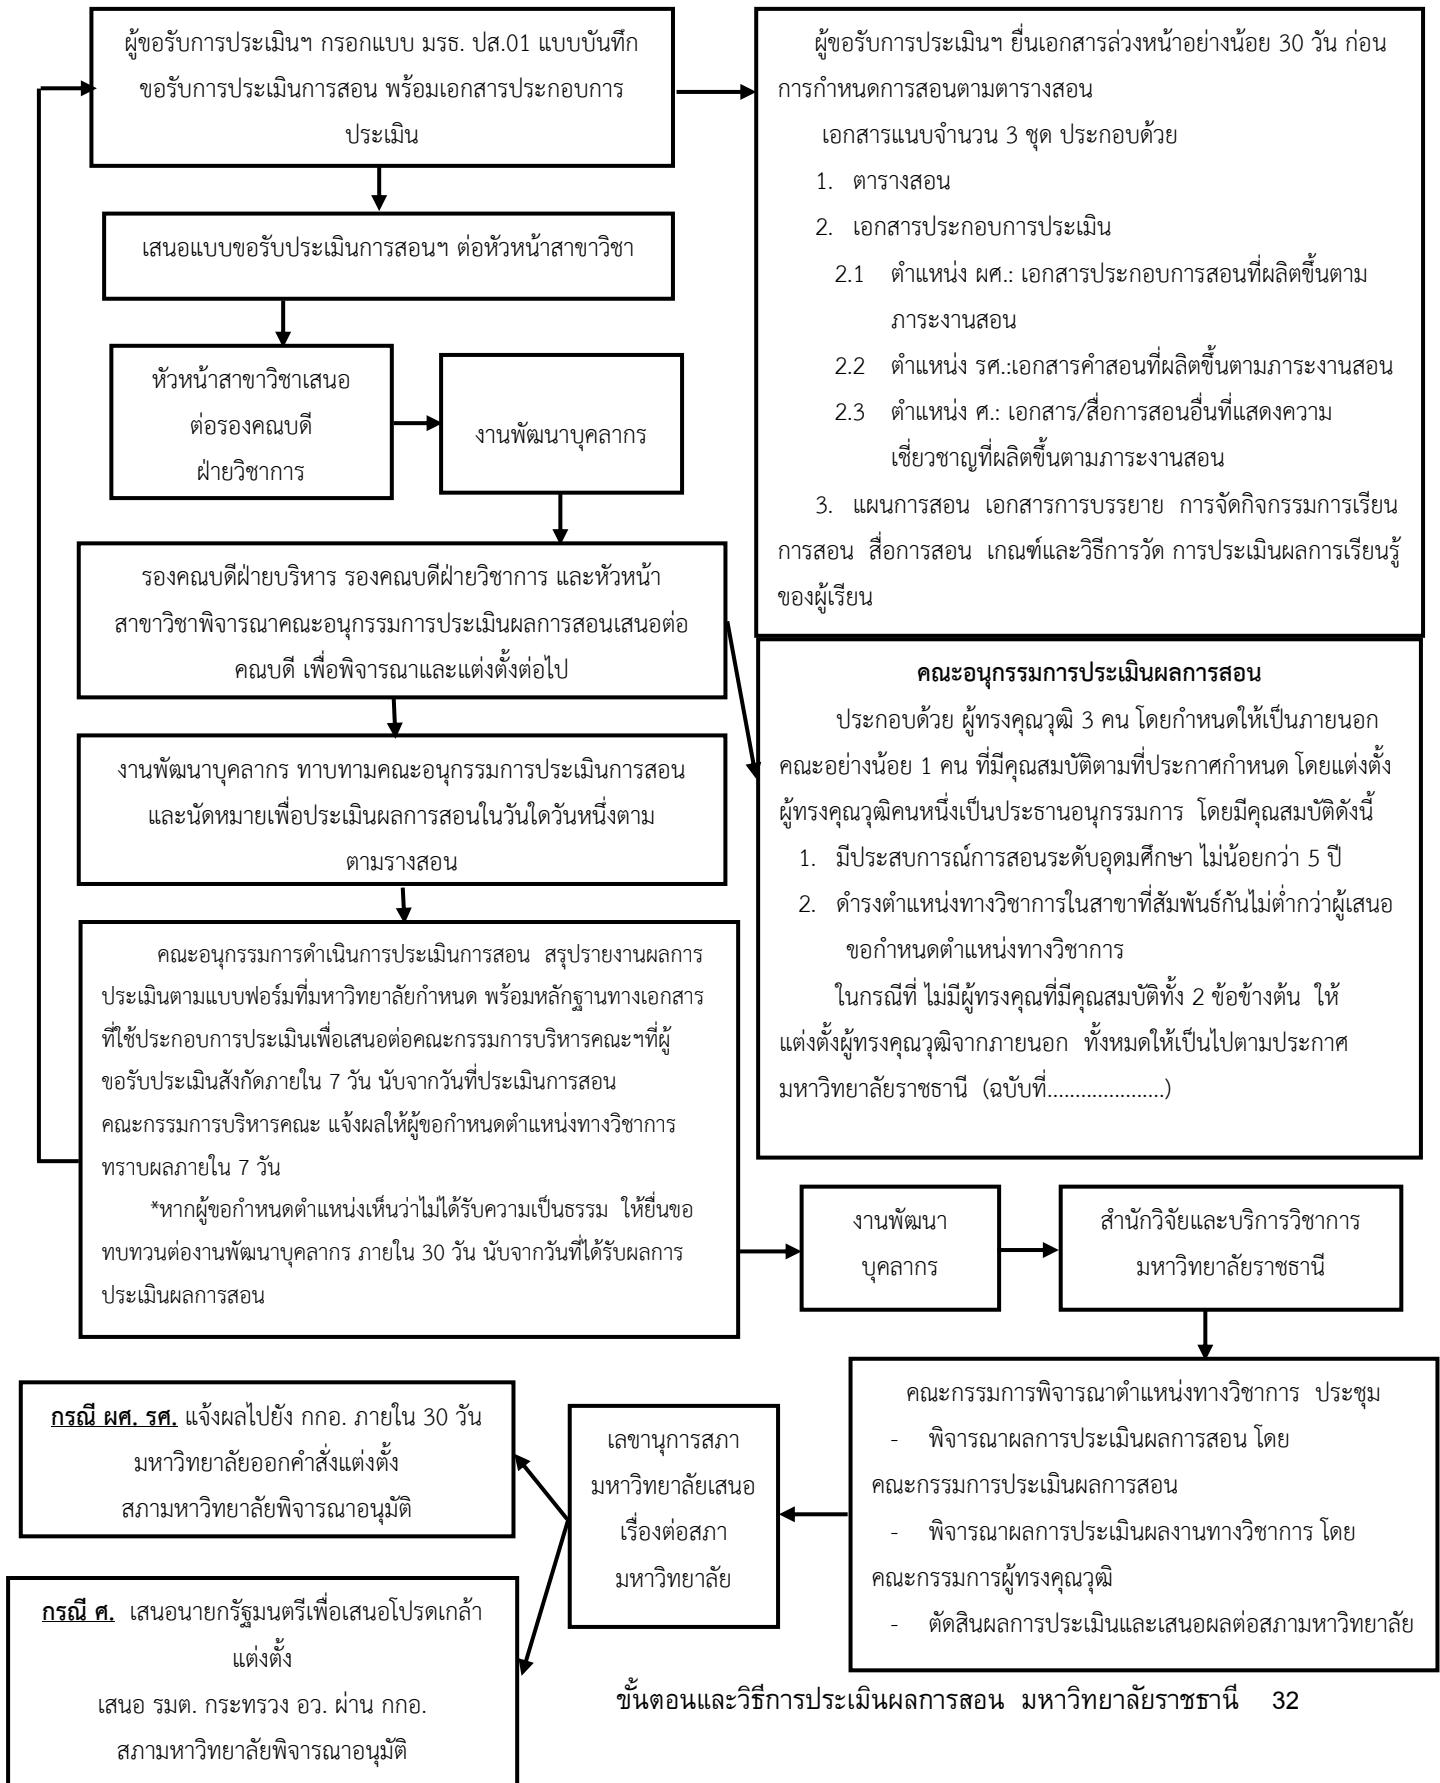 ผู้ขอรับการประเมินฯ กรอกแบบ มรธ. ปส.01 แบบบันทึก
ขอรับการประเมินการสอน พร้อมเอกสารประกอบการ
ประเมิน
ผู้ขอรับการประเมินฯ ยื่นเอกสารล่วงหน้าอย่างน้อย 30 วัน ก่อน
การกำหนดการสอนตามตารางสอน
เอกสารแนบจำนวน 3 ชุด ประกอบด้วย
1. ตารางสอน
2. เอกสารประกอบการประเมิน
2.1 ตำแหน่ง ผศ.: เอกสารประกอบการสอนที่ผลิตขึ้นตาม
ภาระงานสอน
2.2 ตำแหน่ง รศ.:เอกสารคำสอนที่ผลิตขึ้นตามภาระงานสอน
2.3 ตำแหน่ง ศ.: เอกสาร/สื่อการสอนอื่นที่แสดงความ
เชี่ยวชาญที่ผลิตขึ้นตามภาระงานสอน
3. แผนการสอน เอกสารการบรรยาย การจัดกิจกรรมการเรียน
การสอน สื่อการสอน เกณฑ์และวิธีการวัด การประเมินผลการเรียนรู้
ของผู้เรียน
เสนอแบบขอรับประเมินการสอนฯ ต่อหัวหน้าสาขาวิชา
หัวหน้าสาขาวิชาเสนอ
ต่อรองคณบดี
ฝ่ายวิชาการ
งานพัฒนาบุคลากร
รองคณบดีฝ่ายบริหาร รองคณบดีฝ่ายวิชาการ และหัวหน้า
สาขาวิชาพิจารณาคณะอนุกรรมการประเมินผลการสอนเสนอต่อ
คณบดี เพื่อพิจารณาและแต่งตั้งต่อไป
คณะอนุกรรมการประเมินผลการสอน
ประกอบด้วย ผู้ทรงคุณวุฒิ 3 คน โดยกำหนดให้เป็นภายนอก
คณะอย่างน้อย 1 คน ที่มีคุณสมบัติตามที่ประกาศกำหนด โดยแต่งตั้ง
ผู้ทรงคุณวุฒิคนหนึ่งเป็นประธานอนุกรรมการ โดยมีคุณสมบัติดังนี้
1. มีประสบการณ์การสอนระดับอุดมศึกษา ไม่น้อยกว่า 5 ปี
2. ดำรงตำแหน่งทางวิชาการในสาขาที่สัมพันธ์กันไม่ต่ำกว่าผู้เสนอ
ขอกำหนดตำแหน่งทางวิชาการ
ในกรณีที่ ไม่มีผู้ทรงคุณที่มีคุณสมบัติทั้ง 2 ข้อข้างต้น ให้
แต่งตั้งผู้ทรงคุณวุฒิจากภายนอก ทั้งหมดให้เป็นไปตามประกาศ
มหาวิทยาลัยราชธานี (ฉบับที่.....................)
งานพัฒนาบุคลากร ทาบทามคณะอนุกรรมการประเมินการสอน
และนัดหมายเพื่อประเมินผลการสอนในวันใดวันหนึ่งตาม
ตามรางสอน
คณะอนุกรรมการดำเนินการประเมินการสอน สรุปรายงานผลการ
ประเมินตามแบบฟอร์มที่มหาวิทยาลัยกำหนด พร้อมหลักฐานทางเอกสาร
ที่ใช้ประกอบการประเมินเพื่อเสนอต่อคณะกรรมการบริหารคณะฯที่ผู้
ขอรับประเมินสังกัดภายใน 7 วัน นับจากวันที่ประเมินการสอน
คณะกรรมการบริหารคณะ แจ้งผลให้ผู้ขอกำหนดตำแหน่งทางวิชาการ
ทราบผลภายใน 7 วัน
*หากผู้ขอกำหนดตำแหน่งเห็นว่าไม่ได้รับความเป็นธรรม ให้ยื่นขอ
ทบทวนต่องานพัฒนาบุคลากร ภายใน 30 วัน นับจากวันที่ได้รับผลการ
ประเมินผลการสอน
งานพัฒนา
บุคลากร
สำนักวิจัยและบริการวิชาการ
มหาวิทยาลัยราชธานี
คณะกรรมการพิจารณาตำแหน่งทางวิชาการ ประชุม
- พิจารณาผลการประเมินผลการสอน โดย
คณะกรรมการประเมินผลการสอน
- พิจารณาผลการประเมินผลงานทางวิชาการ โดย
คณะกรรมการผู้ทรงคุณวุฒิ
- ตัดสินผลการประเมินและเสนอผลต่อสภามหาวิทยาลัย
เลขานุการสภา
มหาวิทยาลัยเสนอ
เรื่องต่อสภา
มหาวิทยาลัย
กรณี ผศ. รศ. แจ้งผลไปยัง กกอ. ภายใน 30 วัน
มหาวิทยาลัยออกคำสั่งแต่งตั้ง
สภามหาวิทยาลัยพิจารณาอนุมัติ
กรณี ศ. เสนอนายกรัฐมนตรีเพื่อเสนอโปรดเกล้า
แต่งตั้ง
เสนอ รมต. กระทรวง อว. ผ่าน กกอ.
สภามหาวิทยาลัยพิจารณาอนุมัติ
ขั้นตอนและวิธีการประเมินผลการสอน มหาวิทยาลัยราชธานี 32